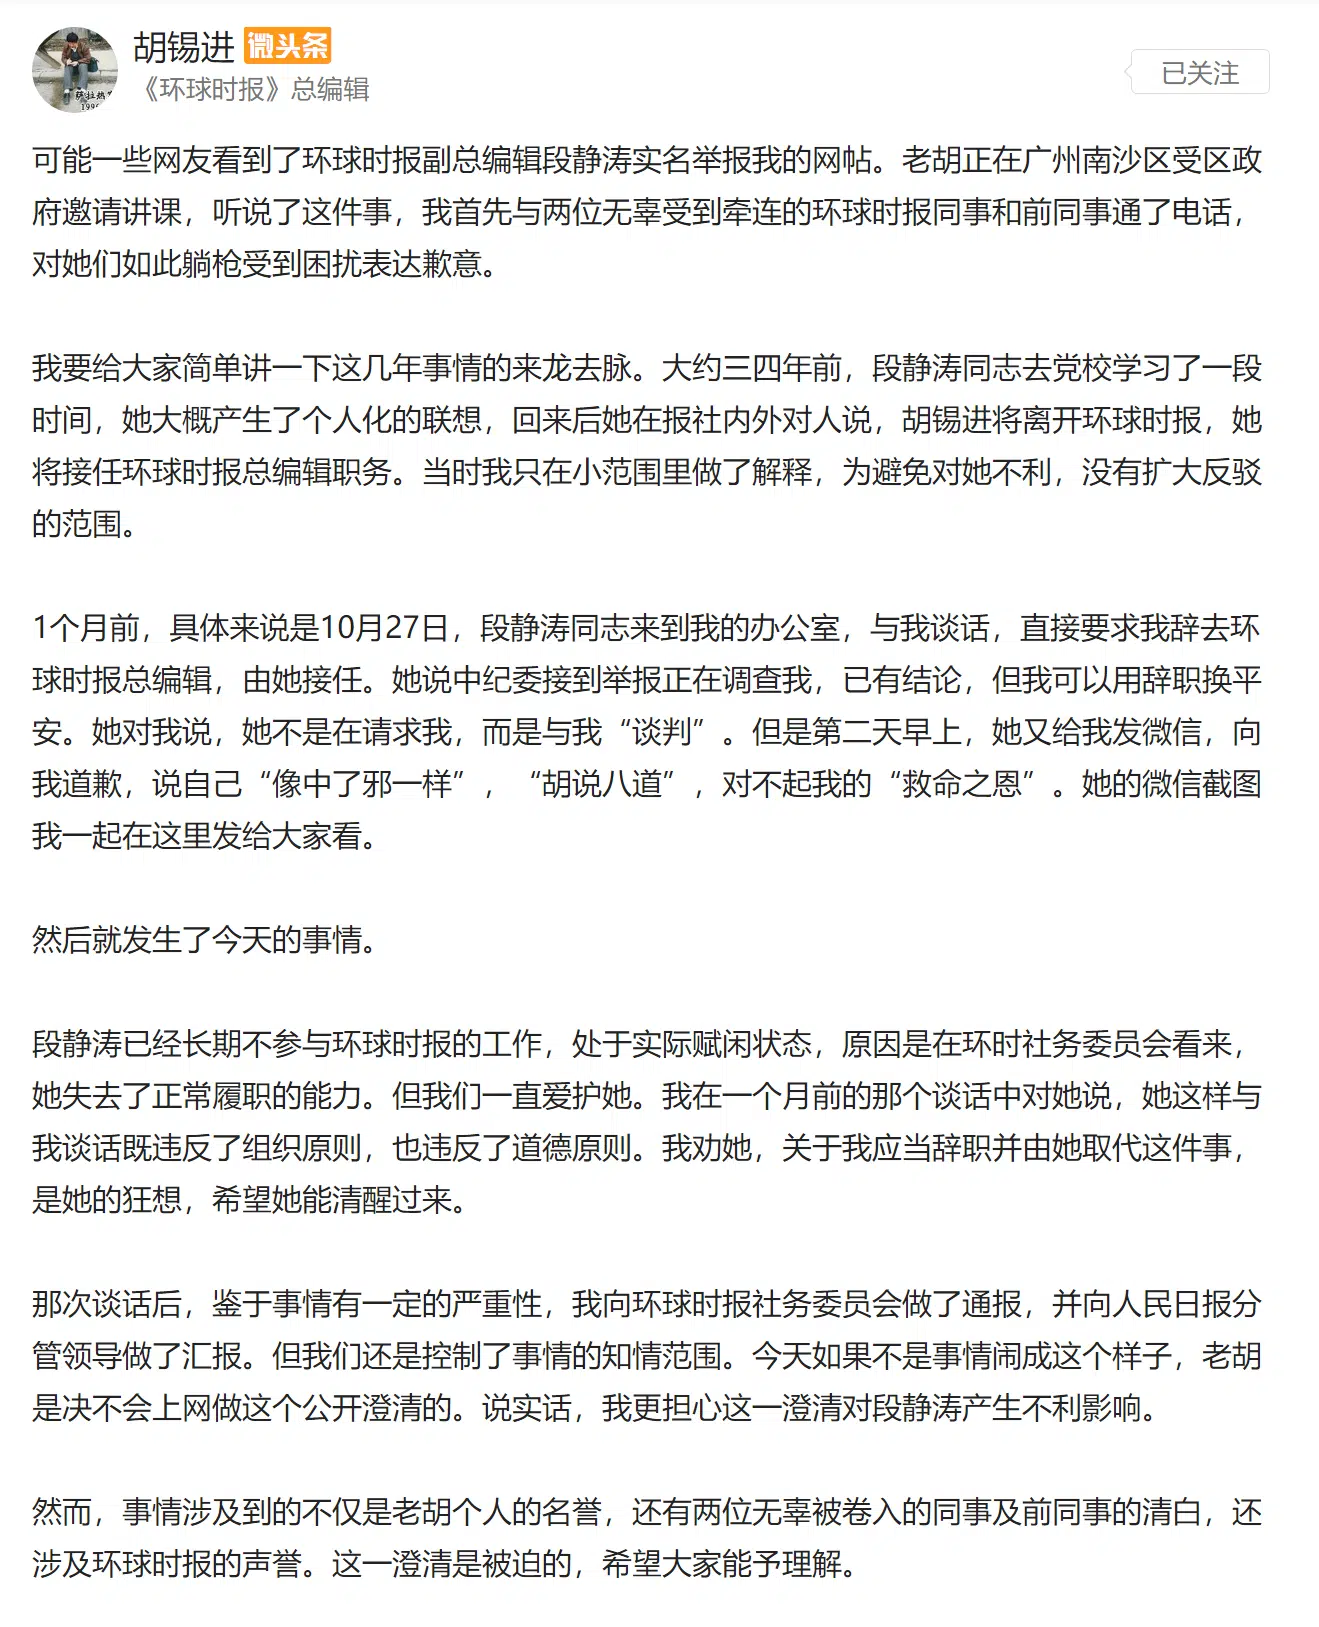 胡锡进 微头条
《环球时报》总编辑
已关注
萨拉热
199
可能一些网友看到了环球时报副总编辑段静涛实名举报我的网帖。老胡正在广州南沙区受区政
府邀请讲课，听说了这件事，我首先与两位无辜受到牵连的环球时报同事和前同事通了电话，
对她们如此躺枪受到困扰表达歉意。
我要给大家简单讲一下这几年事情的来龙去脉。大约三四年前，段静涛同志去党校学习了一段
时间，她大概产生了个人化的联想，回来后她在报社内外对人说，胡锡进将离开环球时报，她
将接任环球时报总编辑职务。当时我只在小范围里做了解释，为避免对她不利，没有扩大反驳
的范围。
1个月前，具体来说是10月27日，段静涛同志来到我的办公室，与我谈话，直接要求我辞去环
球时报总编辑，由她接任。她说中纪委接到举报正在调查我，已有结论，但我可以用辞职换平
安。她对我说，她不是在请求我，而是与我“谈判”。但是第二天早上，她又给我发微信，向
我道歉，说自己“像中了邪一样”，“胡说八道”，对不起我的“救命之恩”。她的微信截图
我一起在这里发给大家看。
然后就发生了今天的事情。
段静涛已经长期不参与环球时报的工作，处于实际赋闲状态，原因是在环时社务委员会看来，
她失去了正常履职的能力。但我们一直爱护她。我在一个月前的那个谈话中对她说，她这样与
我谈话既违反了组织原则，也违反了道德原则。我劝她，关于我应当辞职并由她取代这件事，
是她的狂想，希望她能清醒过来。
那次谈话后，鉴于事情有一定的严重性，我向环球时报社务委员会做了通报，并向人民日报分
管领导做了汇报。但我们还是控制了事情的知情范围。今天如果不是事情闹成这个样子，老胡
是决不会上网做这个公开澄清的。说实话，我更担心这一澄清对段静涛产生不利影响。
然而，事情涉及到的不仅是老胡个人的名誉，还有两位无辜被卷入的同事及前同事的清白，还
涉及环球时报的声誉。这一澄清是被迫的，希望大家能予理解。